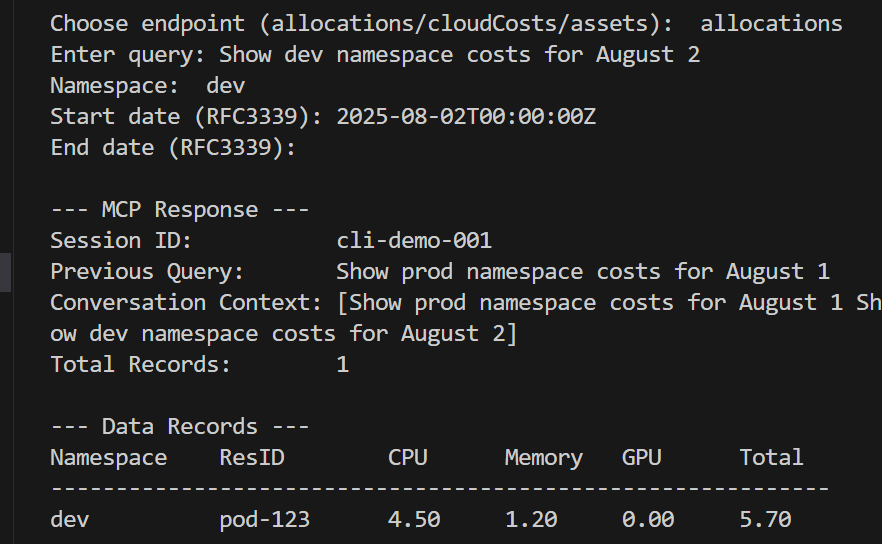 Choose endpoint (allocations/cloudCosts/assets):  allocations
Enter query: Show dev namespace costs for August 2
Namespace:  dev
Start date (RFC3339): 2025-08-02T00:00:00Z
End date (RFC3339):
--- MCP Response ---
Session ID:           cli-demo-001
Previous Query:       Show prod namespace costs for August 1
Conversation Context: [Show prod namespace costs for August 1 Sh
ow dev namespace costs for August 2]
Total Records:        1
--- Data Records ---
Namespace    ResID        CPU      Memory   GPU      Total
------------------------------------------------------------
dev          pod-123      4.50     1.20     0.00     5.70